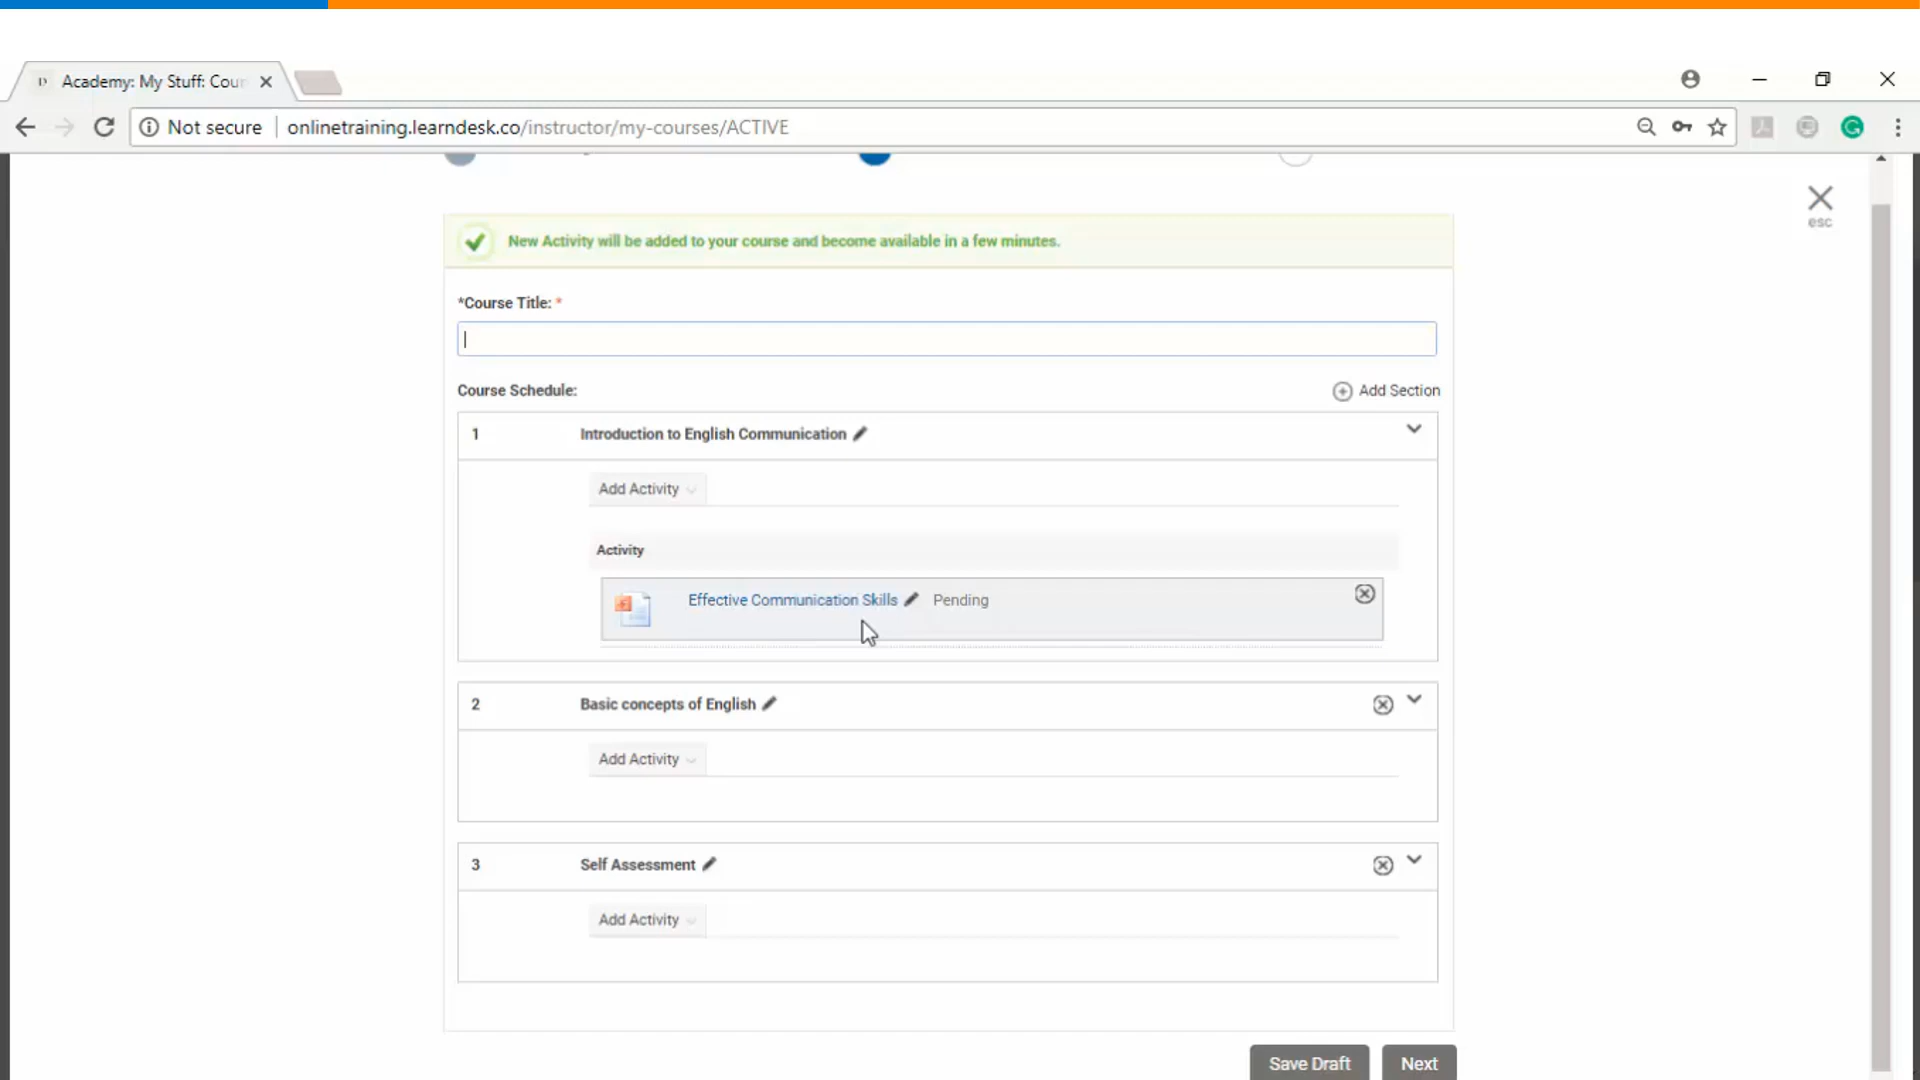 Academy: My Stuff: Cour
Not secure
onlinetraining.learndesk.co/instructor/my-courses/ACTIVE
esc
New Activity will be added to your course and become available in a few minutes.
*Course Title: *
Course Schedule:
Add Section
1 Introduction to English Communication
Add Activity
Activity
Effective Communication Skills Pending
2 Basic concepts of English
Add Activity
3 Self Assessment
Add Activity
Save Draft
Next